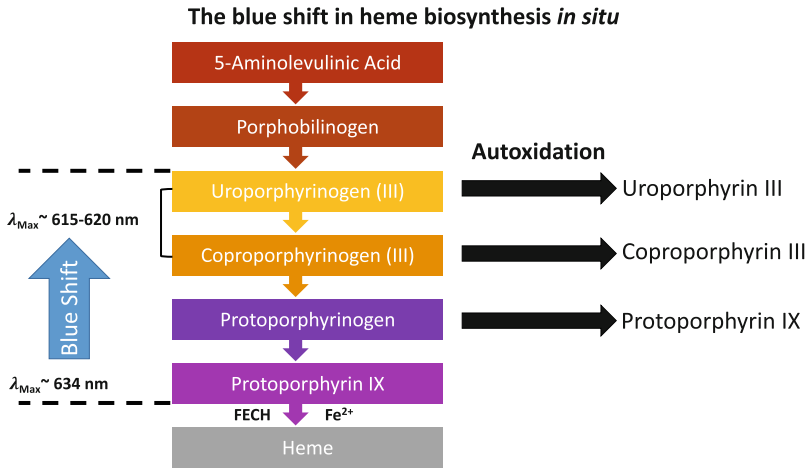 The blue shift in heme biosynthesis in situ
5-Aminolevulinic Acid
Porphobilinogen
Autoxidation
Uroporphyrinogen (III)
Uroporphyrin III
λMax~ 615-620 nm
Coproporphyrinogen (III)
Coproporphyrin III
Blue Shift
Protoporphyrinogen
Protoporphyrin IX
λMax~ 634 nm
Protoporphyrin IX
FECH
Fe²⁺
Heme